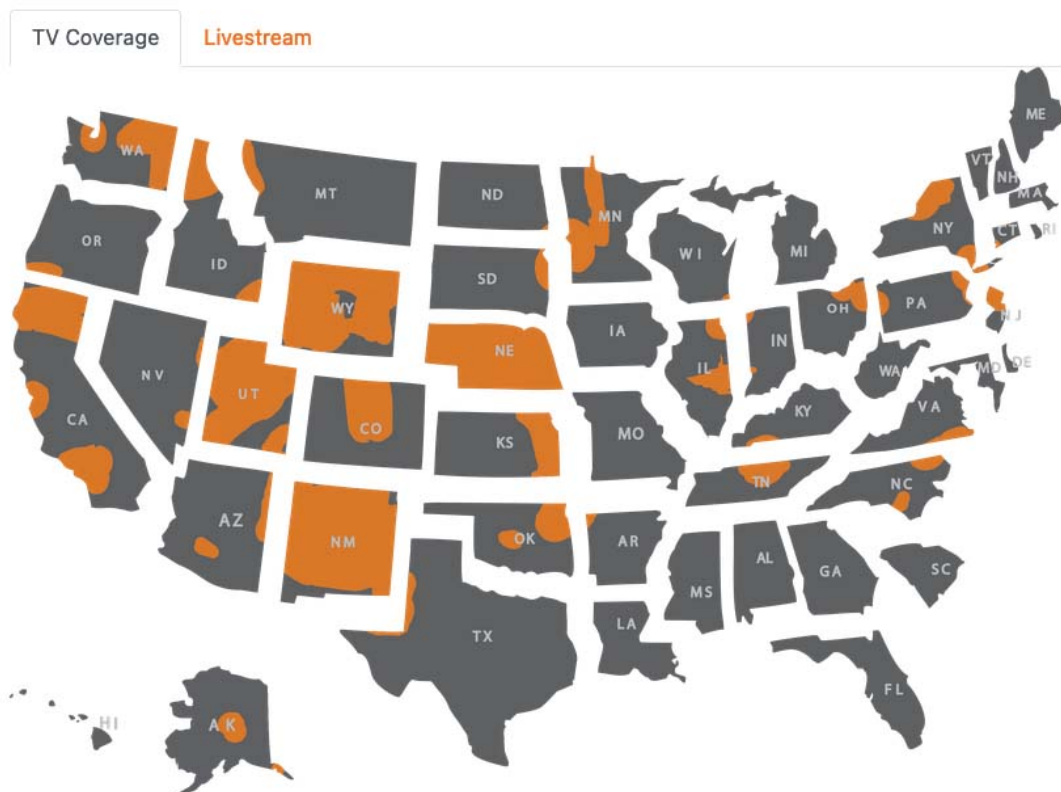 TV Coverage
Livestream
ME
WA
VT
NH
MT
ND
MN
MA
OR
NY
CT
RI
ID
WI
MI
SD
WY
PA
OH
NJ
IA
NE
IN
NV
UT
IL
WA
MD
DE
CA
CO
KS
MO
KY
VA
TN
NC
AZ
NM
OK
AR
SC
AL
GA
MS
LA
TX
FL
HI
AK